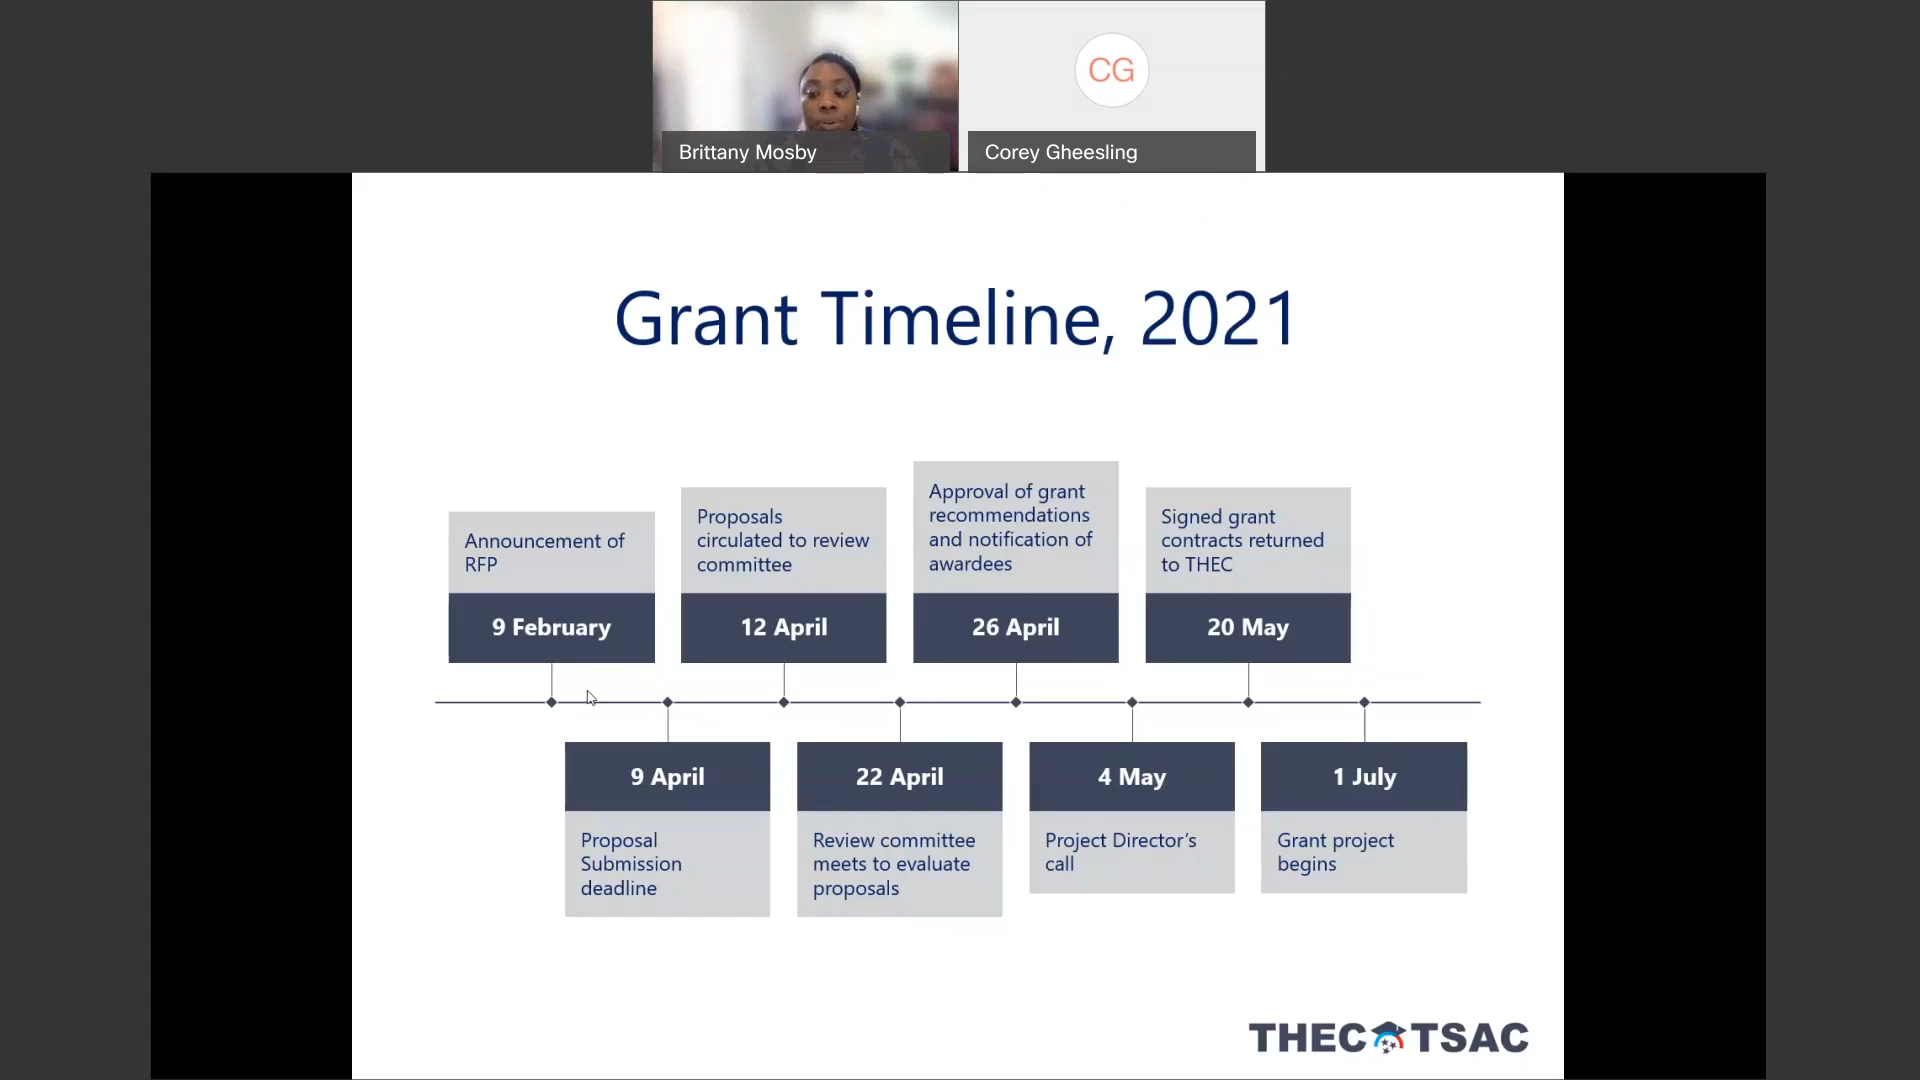 CG
Brittany Mosby
Corey Gheesling
Grant Timeline, 2021
Announcement of
RFP
9 February
Proposals
circulated to review
committee
12 April
Approval of grant
recommendations
and notification of
awardees
26 April
Signed grant
contracts returned
to THEC
20 May
9 April
Proposal
Submission
deadline
22 April
Review committee
meets to evaluate
proposals
4 May
Project Director’s
call
1 July
Grant project
begins
THEC TSAC